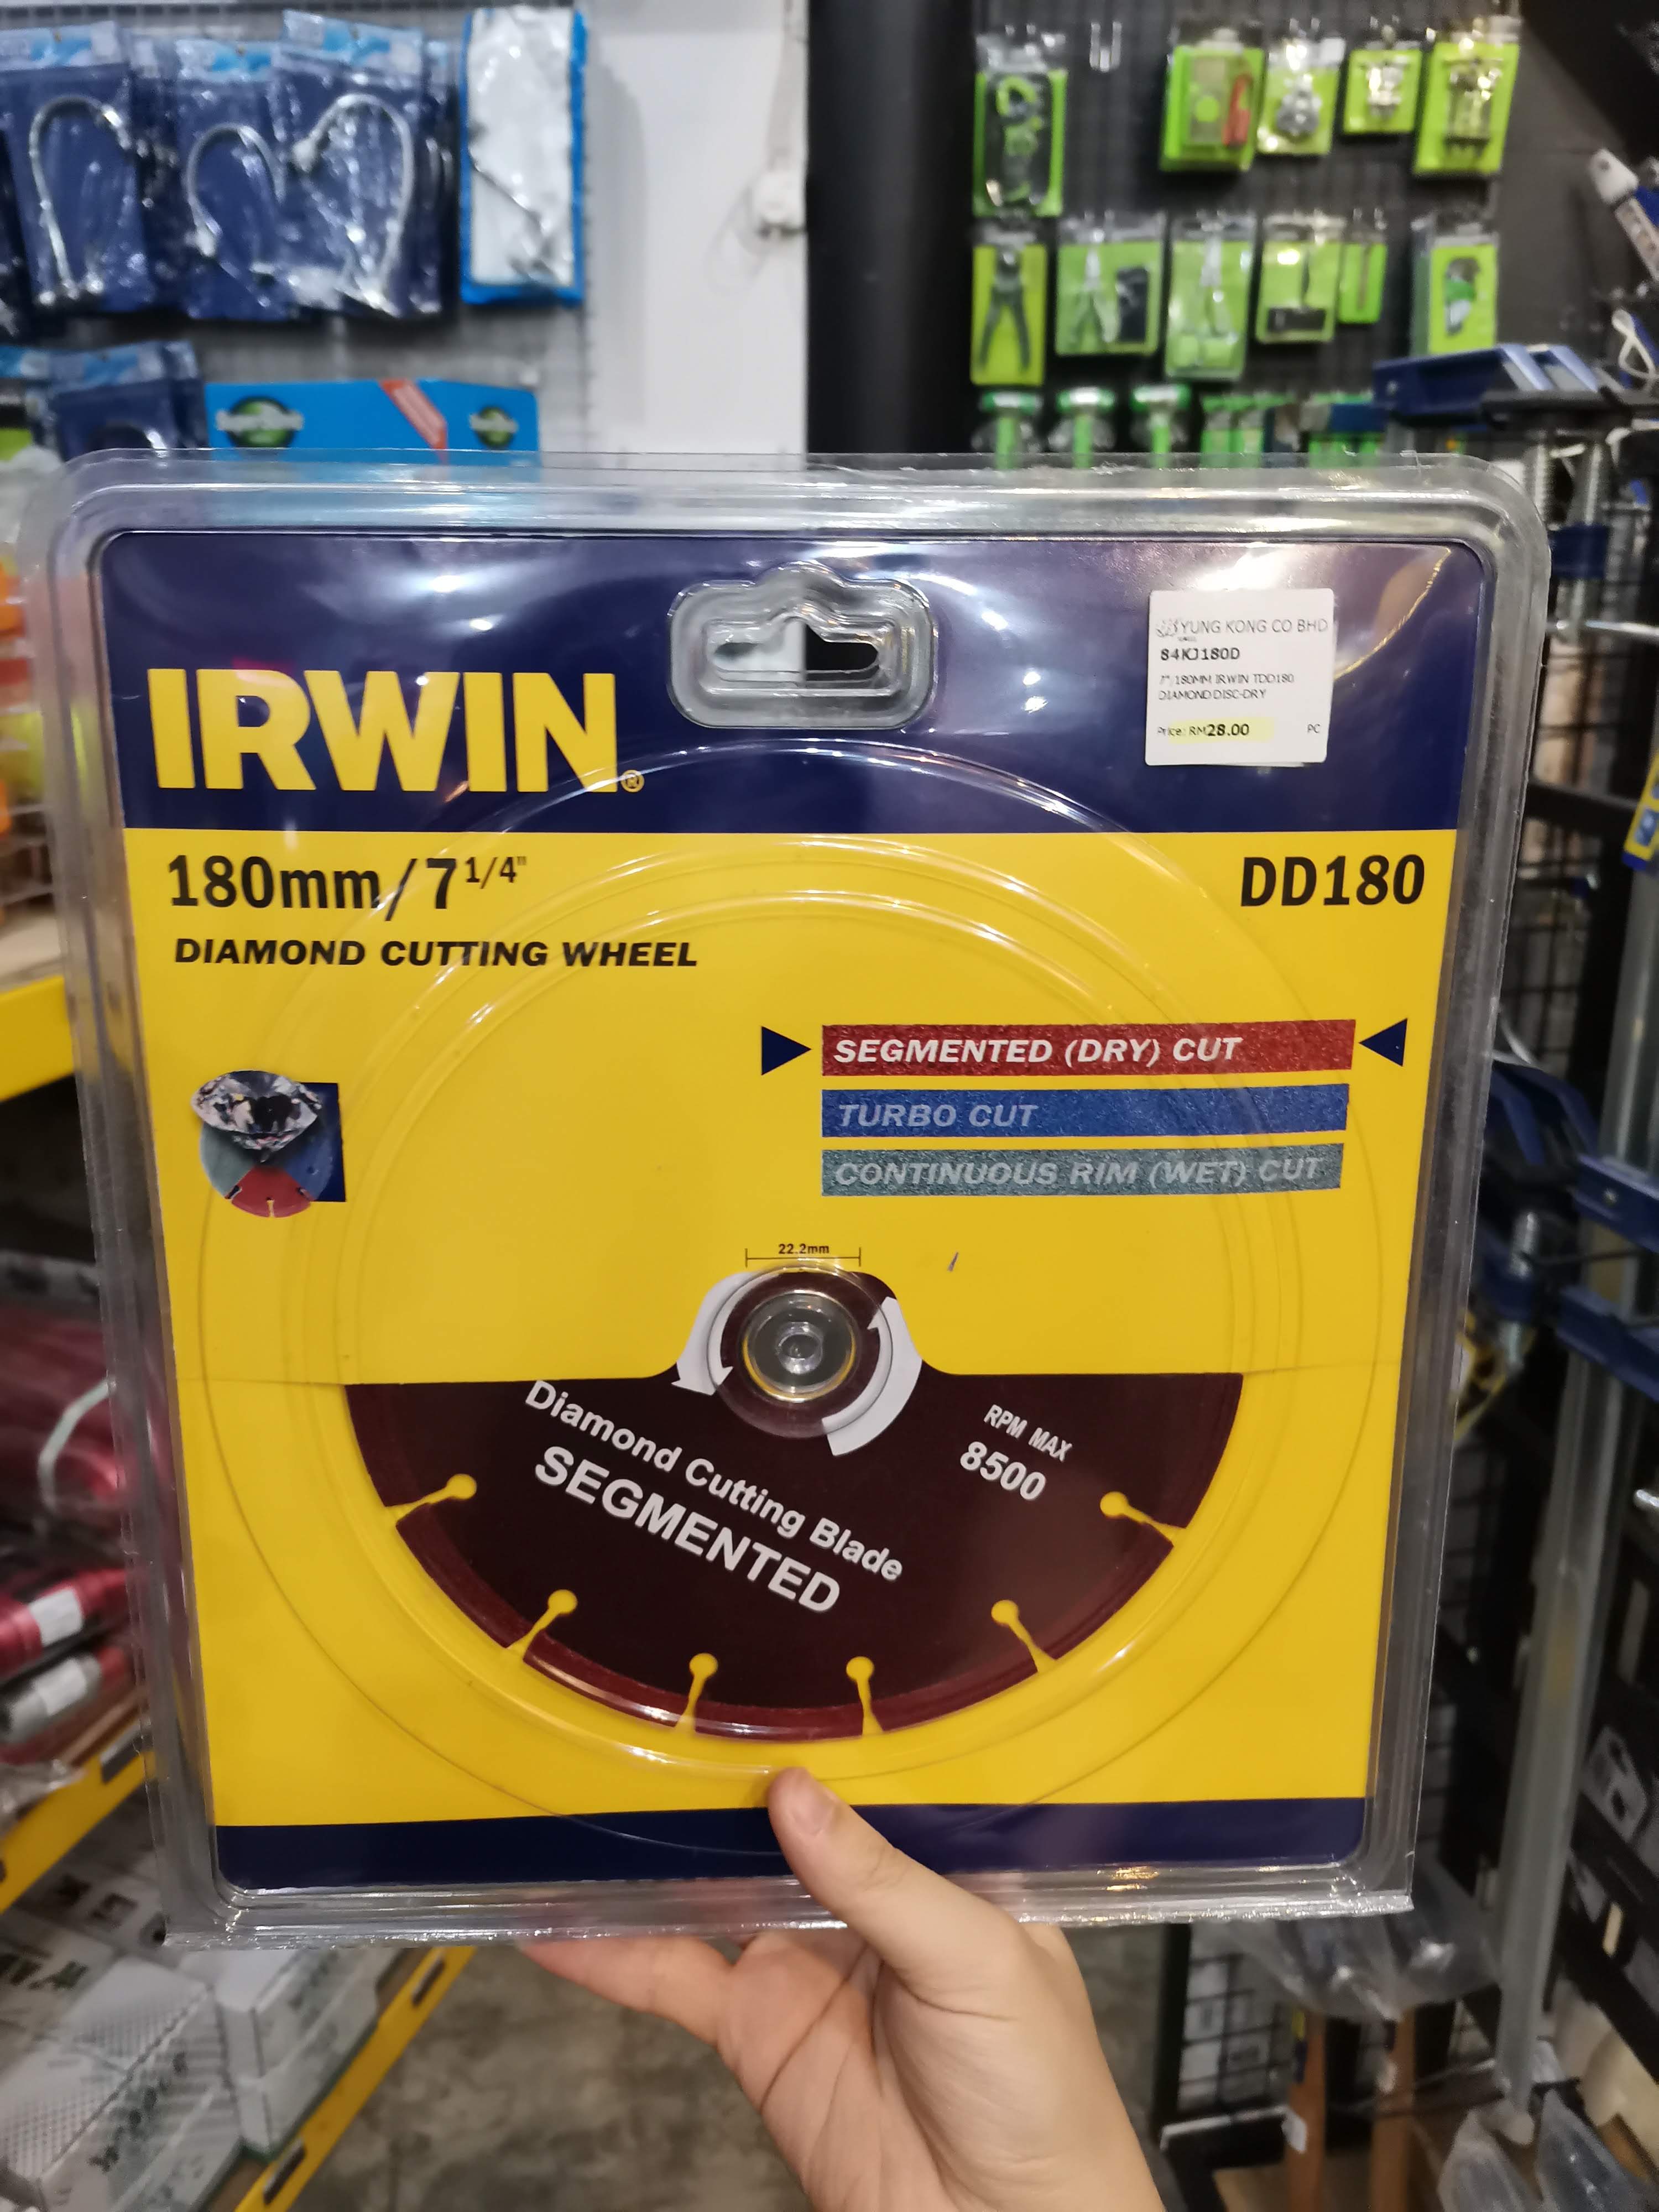 YUNG KONG CO BHD
84KJ180D
7"/180MM IRWIN TDD180
DIAMOND DISC-DRY
Price: RM28.00 PC
IRWIN®
180mm/7 1/4"
DD180
DIAMOND CUTTING WHEEL
SEGMENTED (DRY) CUT
TURBO CUT
CONTINUOUS RIM (WET) CUT
22.2mm
Diamond Cutting Blade
SEGMENTED
RPM MAX
8500